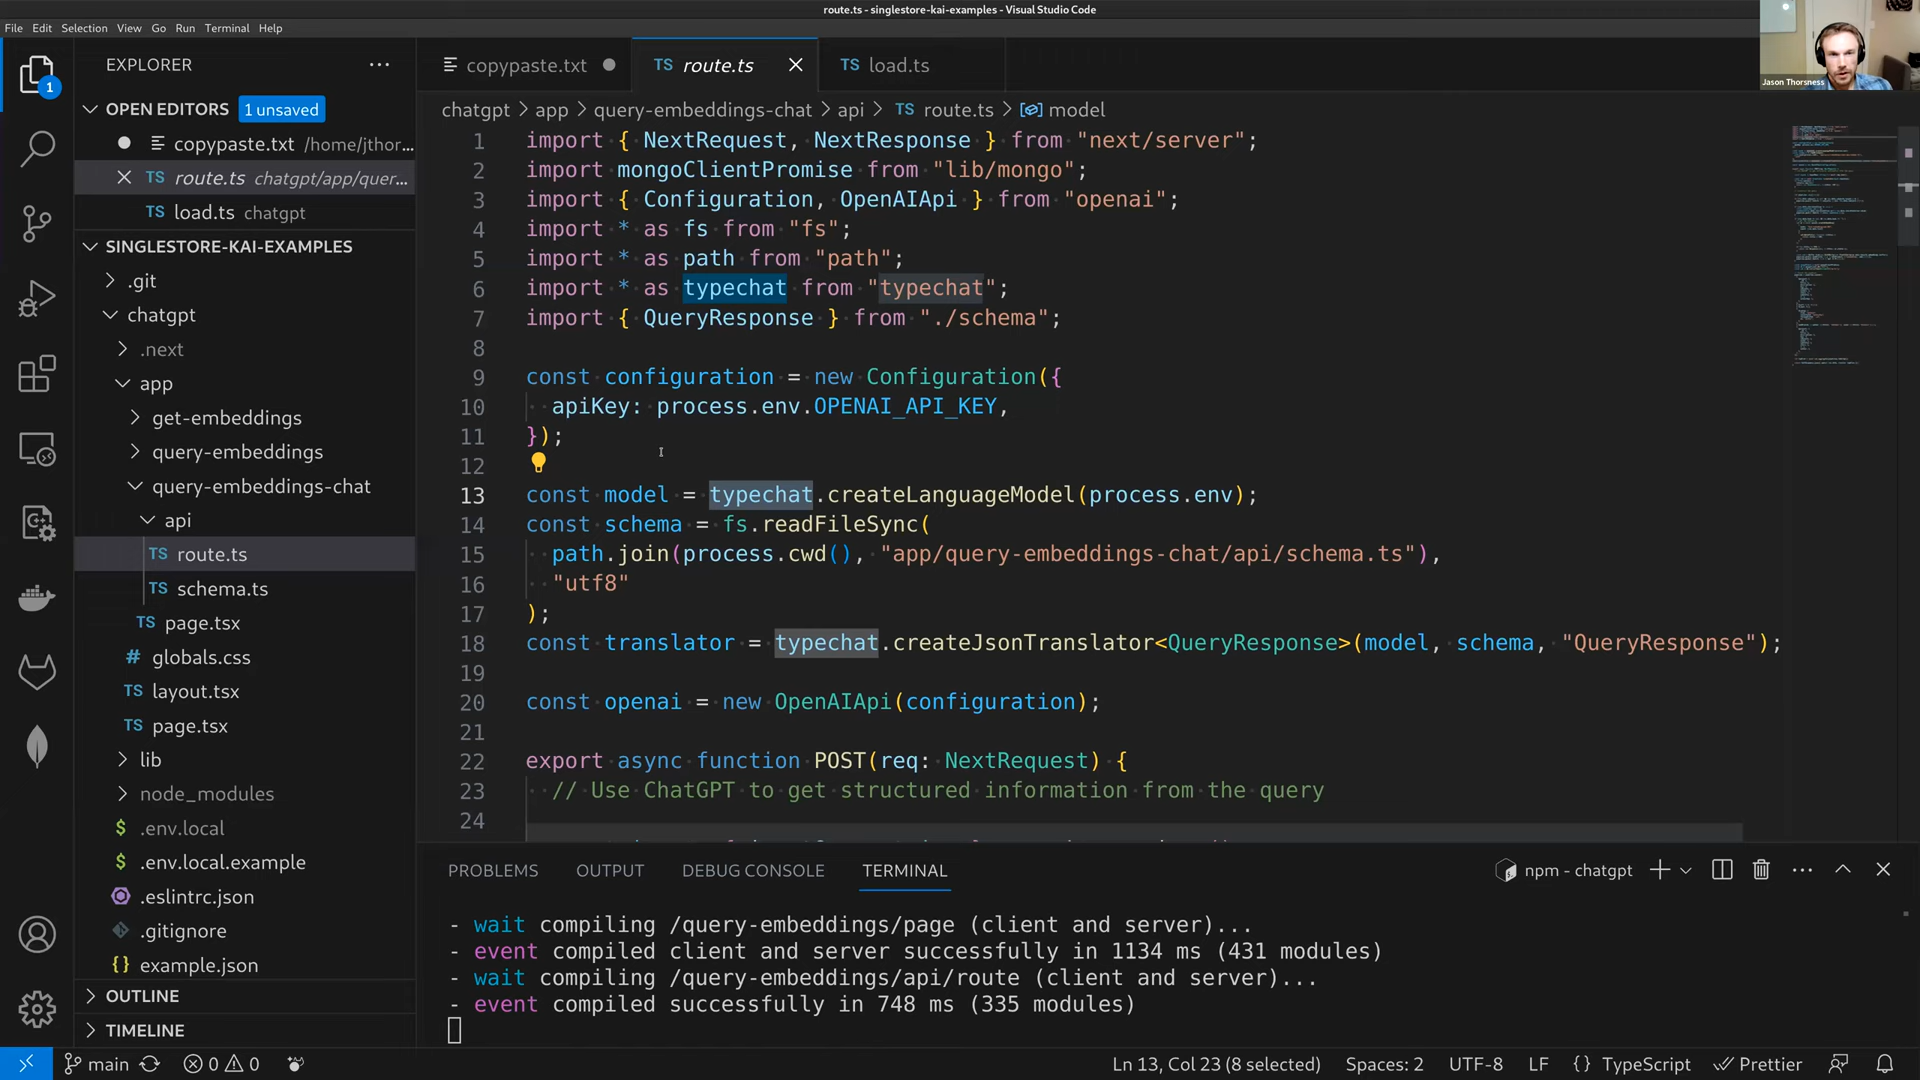 route.ts - singlestore-kai-examples - Visual Studio Code
File Edit Selection View Go Run Terminal Help
Jason Thorsness
EXPLORER
OPEN EDITORS 1 unsaved
copypaste.txt /home/jthor...
route.ts chatgpt/app/quer...
load.ts chatgpt
SINGLESTORE-KAI-EXAMPLES
.git
chatgpt
.next
app
get-embeddings
query-embeddings
query-embeddings-chat
api
TS route.ts
TS schema.ts
TS page.tsx
# globals.css
TS layout.tsx
TS page.tsx
lib
node_modules
$ .env.local
$ .env.local.example
.eslintrc.json
.gitignore
{} example.json
OUTLINE
TIMELINE
1
copypaste.txt
TS route.ts
TS load.ts
chatgpt > app > query-embeddings-chat > api > TS route.ts > model
1 import { NextRequest, NextResponse } from "next/server";
2 import mongoClientPromise from "lib/mongo";
3 import { Configuration, OpenAIApi } from "openai";
4 import * as fs from "fs";
5 import * as path from "path";
6 import * as typechat from "typechat";
7 import { QueryResponse } from "./schema";
8
9 const configuration = new Configuration({
10 apiKey: process.env.OPENAI_API_KEY,
11 });
12
13 const model = typechat.createLanguageModel(process.env);
14 const schema = fs.readFileSync(
15 path.join(process.cwd(), "app/query-embeddings-chat/api/schema.ts"),
16 "utf8"
17 );
18 const translator = typechat.createJsonTranslator<QueryResponse>(model, schema, "QueryResponse");
19
20 const openai = new OpenAIApi(configuration);
21
22 export async function POST(req: NextRequest) {
23 // Use ChatGPT to get structured information from the query
24
PROBLEMS OUTPUT DEBUG CONSOLE TERMINAL
npm - chatgpt
- wait compiling /query-embeddings/page (client and server)...
- event compiled client and server successfully in 1134 ms (431 modules)
- wait compiling /query-embeddings/api/route (client and server)...
- event compiled successfully in 748 ms (335 modules)
main 0 0
Ln 13, Col 23 (8 selected) Spaces: 2 UTF-8 LF {} TypeScript Prettier